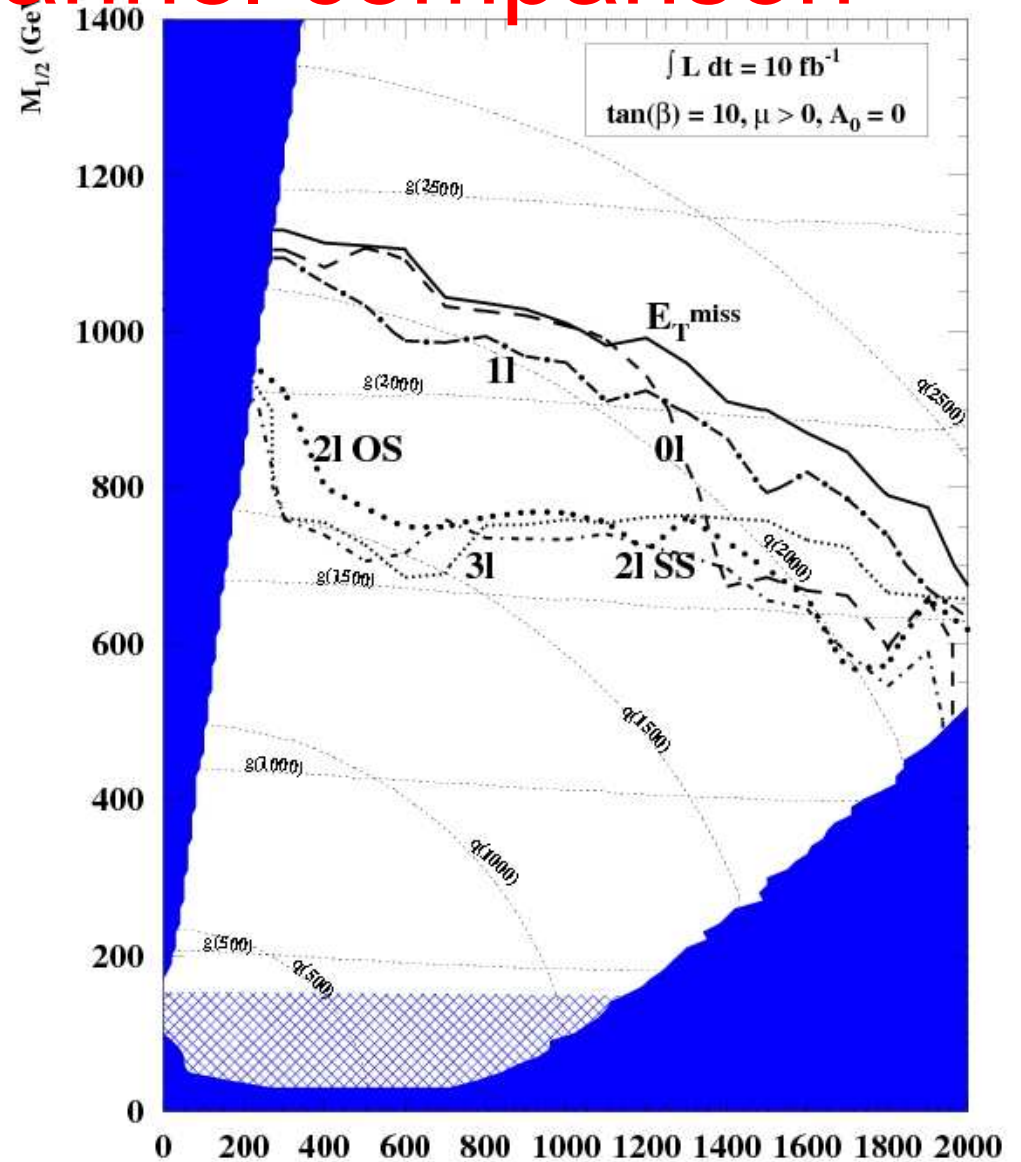 comparison
M1/2 (GeV
1400
∫ L dt = 10 fb-1
tan(β) = 10, μ > 0, A0 = 0
1200
g(2500)
1000
ETmiss
1l
g(2000)
q(2500)
800
2l OS
0l
3l
2l SS
q(2000)
g(1500)
600
q(1500)
g(1000)
400
q(1000)
200
g(500)
q(500)
0
0 200 400 600 800 1000 1200 1400 1600 1800 2000